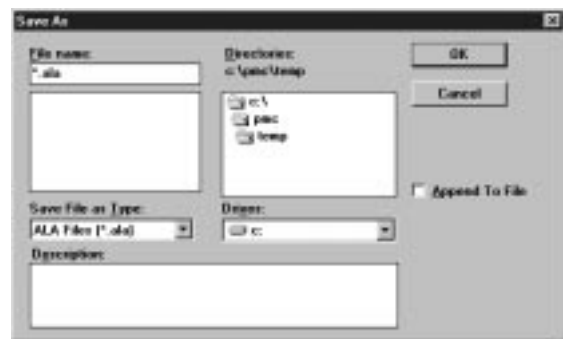 Save As
File name:
*.ala
Directories:
c:\pmc\temp
c:\
pmc
temp
OK
Cancel
Append To File
Save File as Type:
ALA Files (*.ala)
Drives:
c:
Description: